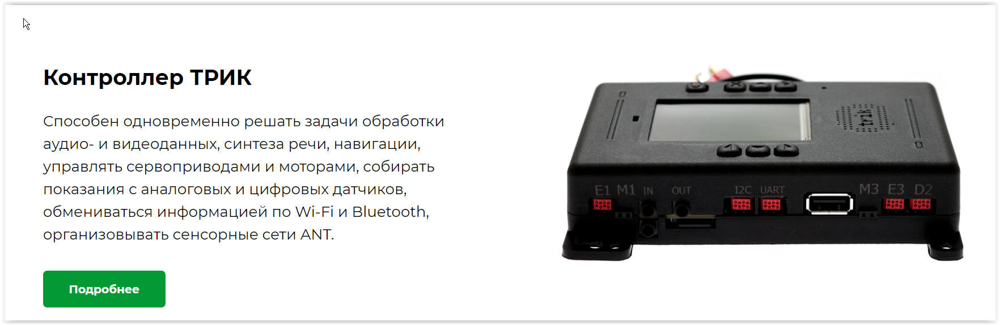 Контроллер ТРИК
Способен одновременно решать задачи обработки
аудио- и видеоданных, синтеза речи, навигации,
управлять сервоприводами и моторами, собирать
показания с аналоговых и цифровых датчиков,
обмениваться информацией по Wi-Fi и Bluetooth,
организовывать сенсорные сети ANT.
Подробнее
trik
E1 M1 IN OUT I2C UART M3 E3 D2